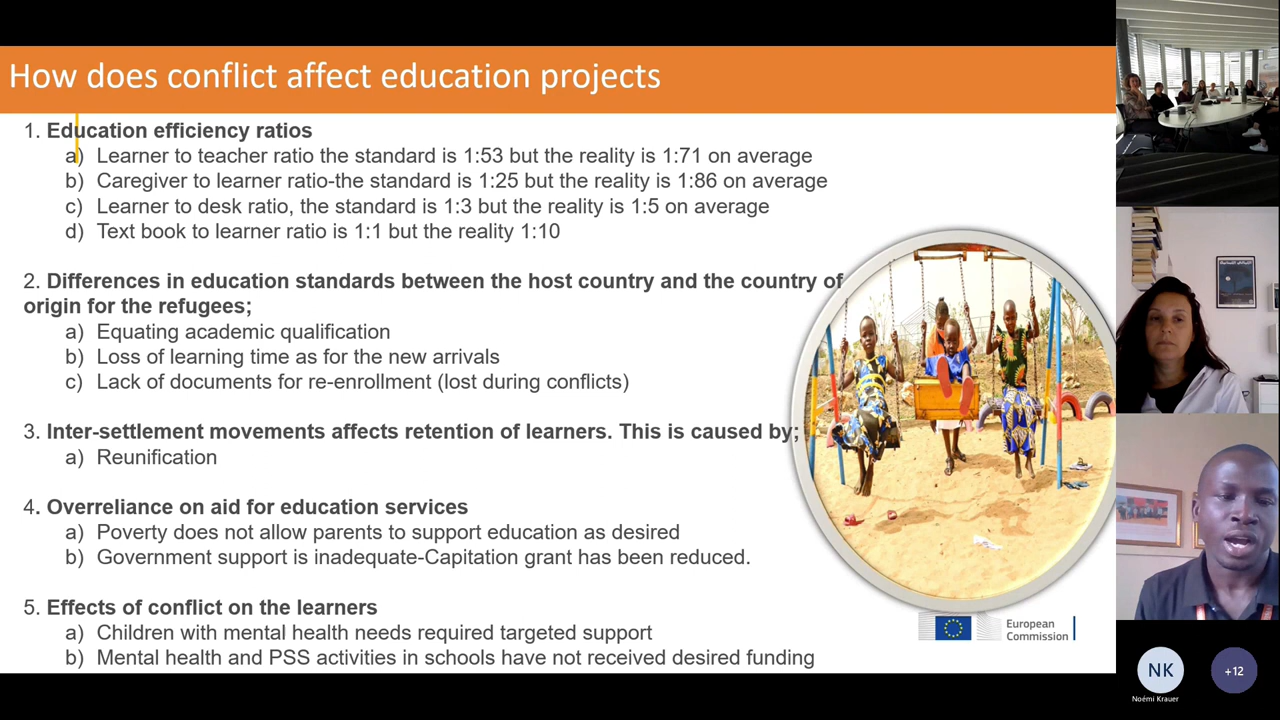 How does conflict affect education projects
1. Education efficiency ratios
a) Learner to teacher ratio the standard is 1:53 but the reality is 1:71 on average
b) Caregiver to learner ratio-the standard is 1:25 but the reality is 1:86 on average
c) Learner to desk ratio, the standard is 1:3 but the reality is 1:5 on average
d) Text book to learner ratio is 1:1 but the reality 1:10
2. Differences in education standards between the host country and the country of
origin for the refugees;
a) Equating academic qualification
b) Loss of learning time as for the new arrivals
c) Lack of documents for re-enrollment (lost during conflicts)
3. Inter-settlement movements affects retention of learners. This is caused by;
a) Reunification
4. Overreliance on aid for education services
a) Poverty does not allow parents to support education as desired
b) Government support is inadequate-Capitation grant has been reduced.
5. Effects of conflict on the learners
a) Children with mental health needs required targeted support
b) Mental health and PSS activities in schools have not received desired funding
European
Commission
NK
+12
Noémi Krauer